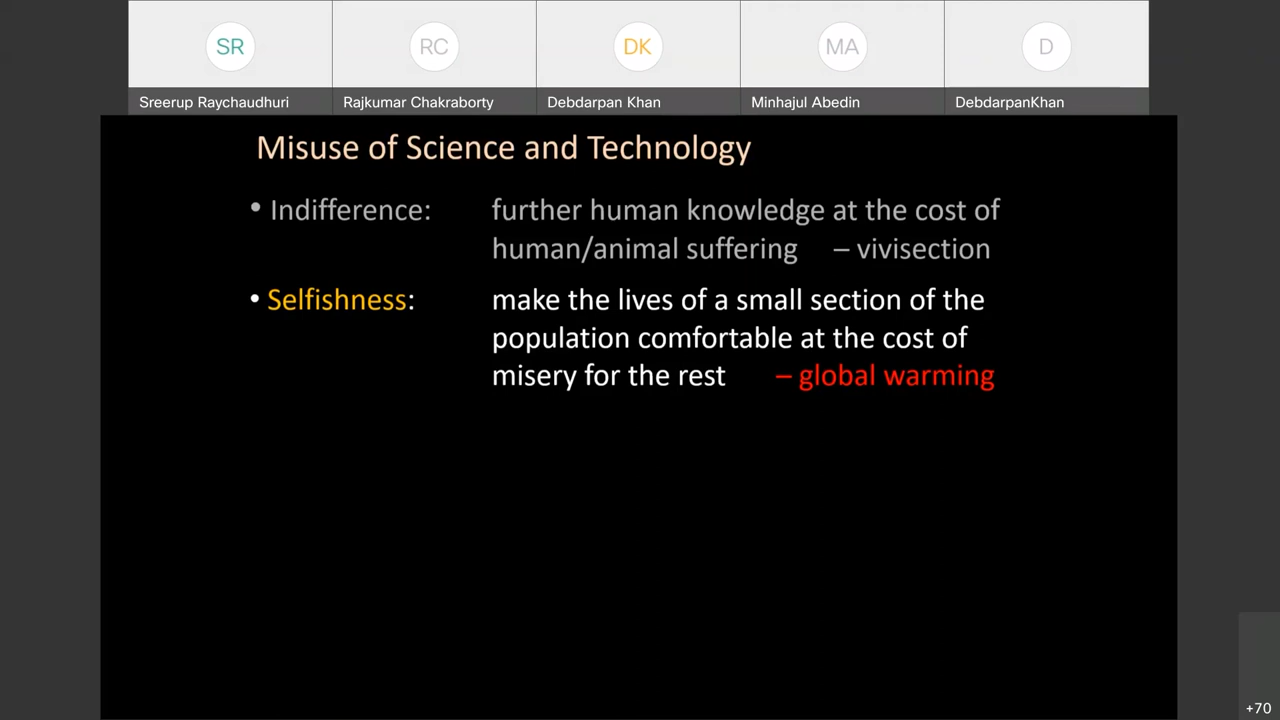 SR RC DK MA D
Sreerup Raychaudhuri Rajkumar Chakraborty Debdarpan Khan Minhajul Abedin DebdarpanKhan
Misuse of Science and Technology
• Indifference: further human knowledge at the cost of
human/animal suffering – vivisection
• Selfishness: make the lives of a small section of the
population comfortable at the cost of
misery for the rest – global warming
+70